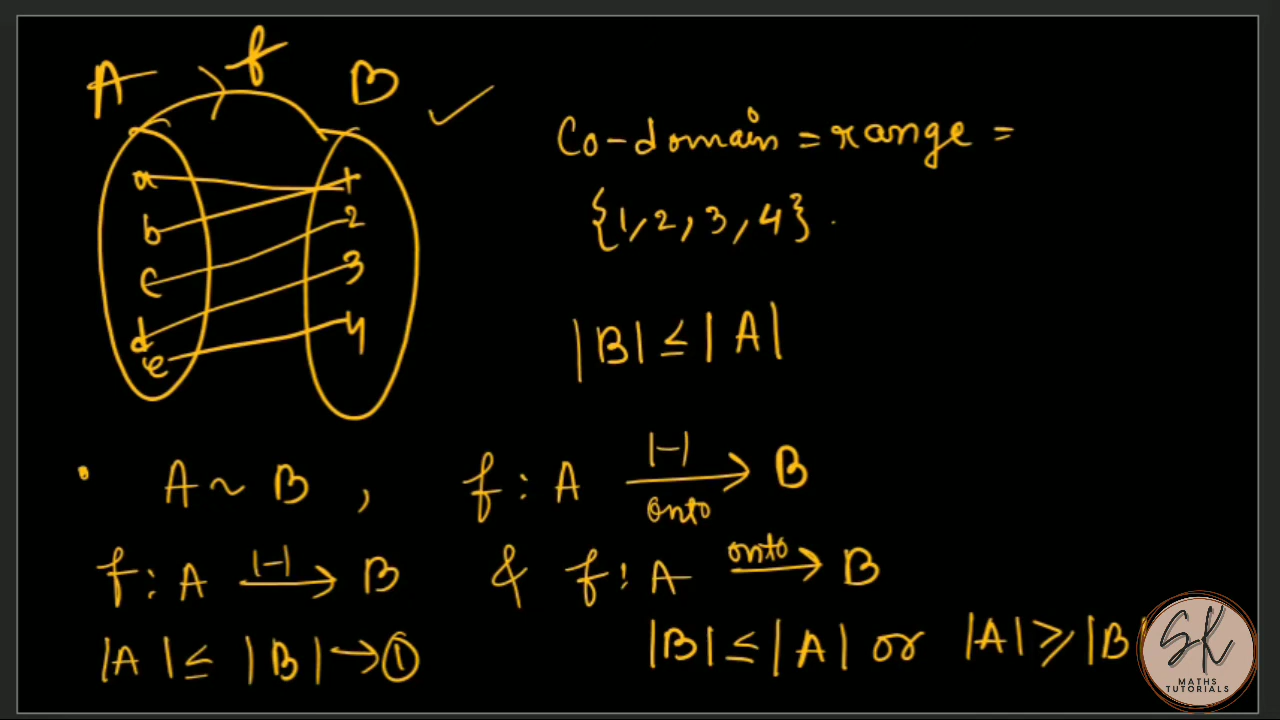 A f B
a 1
b 2
c 3
d 4
e
Co-domain = range =
{1, 2, 3, 4}.
|B| ≤ |A|
• A ~ B, f : A 1-1 onto → B
f : A 1-1 → B & f : A onto → B
|A| ≤ |B| → ① |B| ≤ |A| or |A| ≥ |B|
SK
MATHS
TUTORIALS